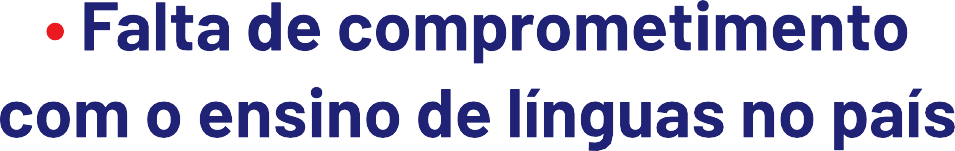 • Falta de comprometimento
com o ensino de línguas no país